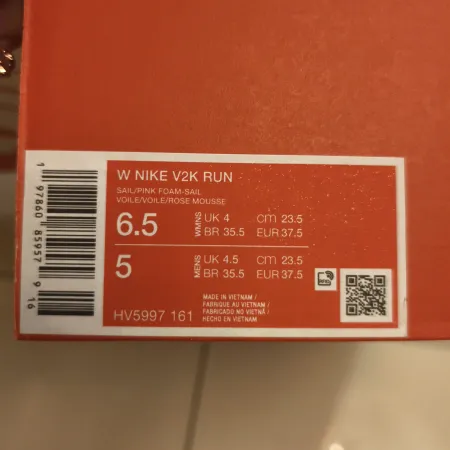 W NIKE V2K RUN
SAIL/PINK FOAM-SAIL
VOILE/VOILE/ROSE MOUSSE
6.5 WMNS UK 4 cm 23.5
BR 35.5 EUR 37.5
5 MENS UK 4.5 cm 23.5
BR 35.5 EUR 37.5
MADE IN VIETNAM /
FABRIQUE AU VIETNAM /
FABRICADO NO VIETNÃ /
HECHO EN VIETNAM
HV5997 161
1 97860 85957 9 16